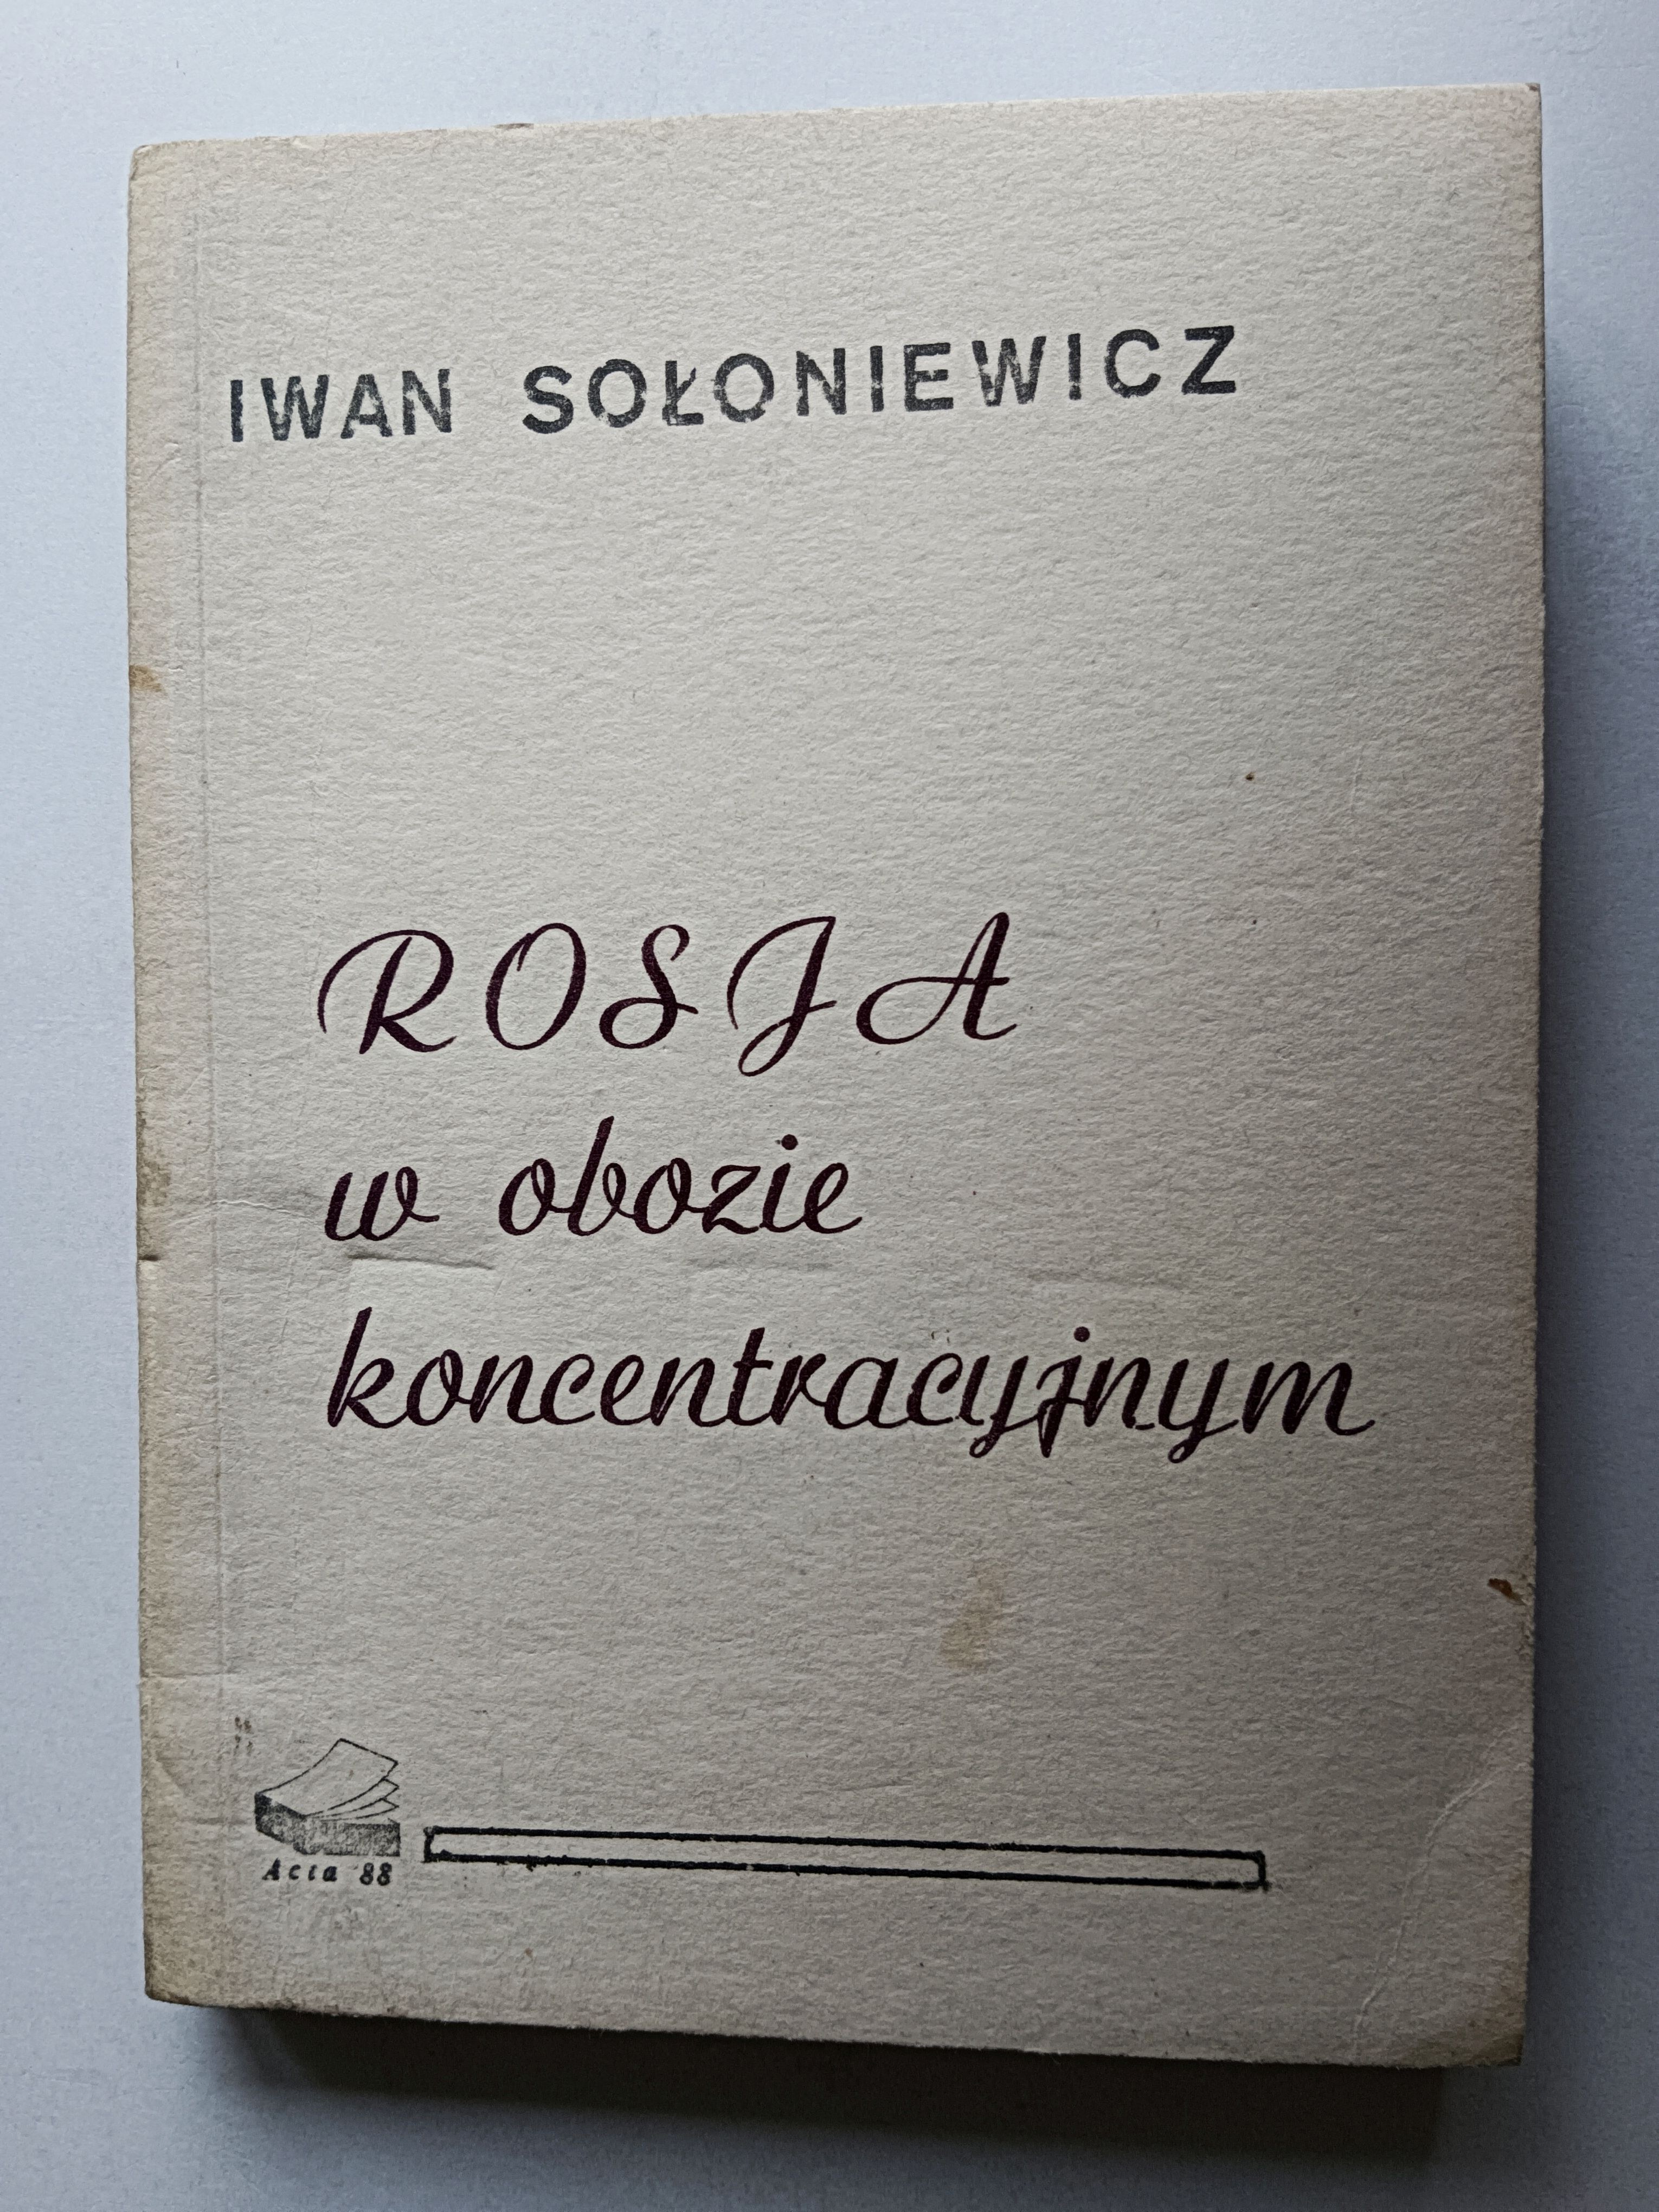 IWAN SOŁONIEWICZ
ROSJA
w obozie
koncentracyjnym
Acta 88